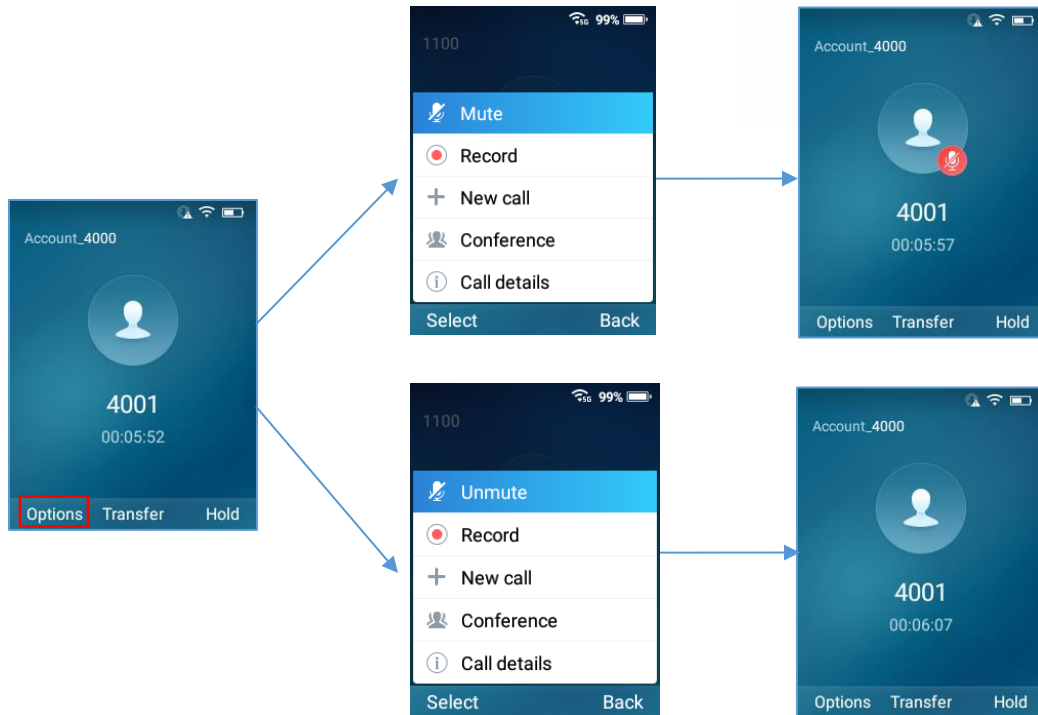 Account_4000
4001
00:05:52
Options Transfer Hold
5G 99%
1100
Mute
Record
New call
Conference
Call details
Select Back
Account_4000
4001
00:05:57
Options Transfer Hold
5G 99%
1100
Unmute
Record
New call
Conference
Call details
Select Back
Account_4000
4001
00:06:07
Options Transfer Hold